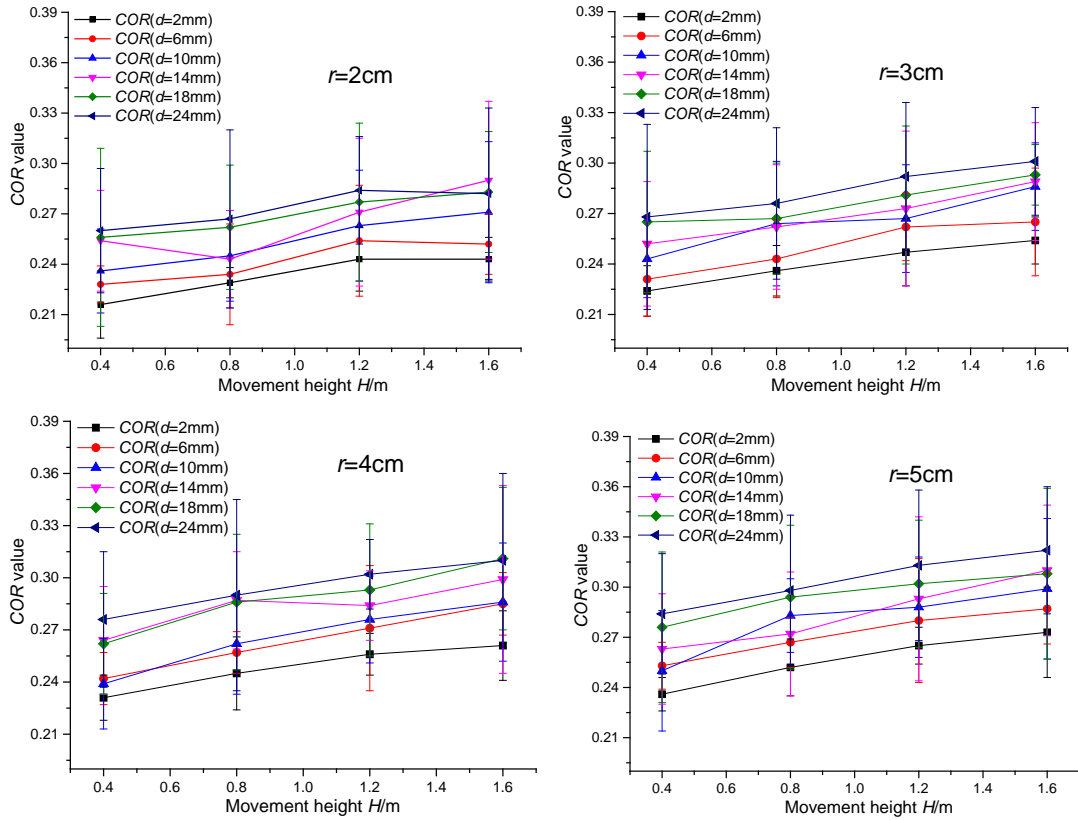 0.39
0.36
0.33
0.30
0.27
0.24
0.21
COR value
COR(d=2mm)
COR(d=6mm)
COR(d=10mm)
COR(d=14mm)
COR(d=18mm)
COR(d=24mm)
r=2cm
0.4 0.6 0.8 1.0 1.2 1.4 1.6
Movement height H/m
0.39
0.36
0.33
0.30
0.27
0.24
0.21
COR value
COR(d=2mm)
COR(d=6mm)
COR(d=10mm)
COR(d=14mm)
COR(d=18mm)
COR(d=24mm)
r=3cm
0.4 0.6 0.8 1.0 1.2 1.4 1.6
Movement height H/m
0.39
0.36
0.33
0.30
0.27
0.24
0.21
COR value
COR(d=2mm)
COR(d=6mm)
COR(d=10mm)
COR(d=14mm)
COR(d=18mm)
COR(d=24mm)
r=4cm
0.4 0.6 0.8 1.0 1.2 1.4 1.6
Movement height H/m
0.39
0.36
0.33
0.30
0.27
0.24
0.21
COR value
COR(d=2mm)
COR(d=6mm)
COR(d=10mm)
COR(d=14mm)
COR(d=18mm)
COR(d=24mm)
r=5cm
0.4 0.6 0.8 1.0 1.2 1.4 1.6
Movement height H/m